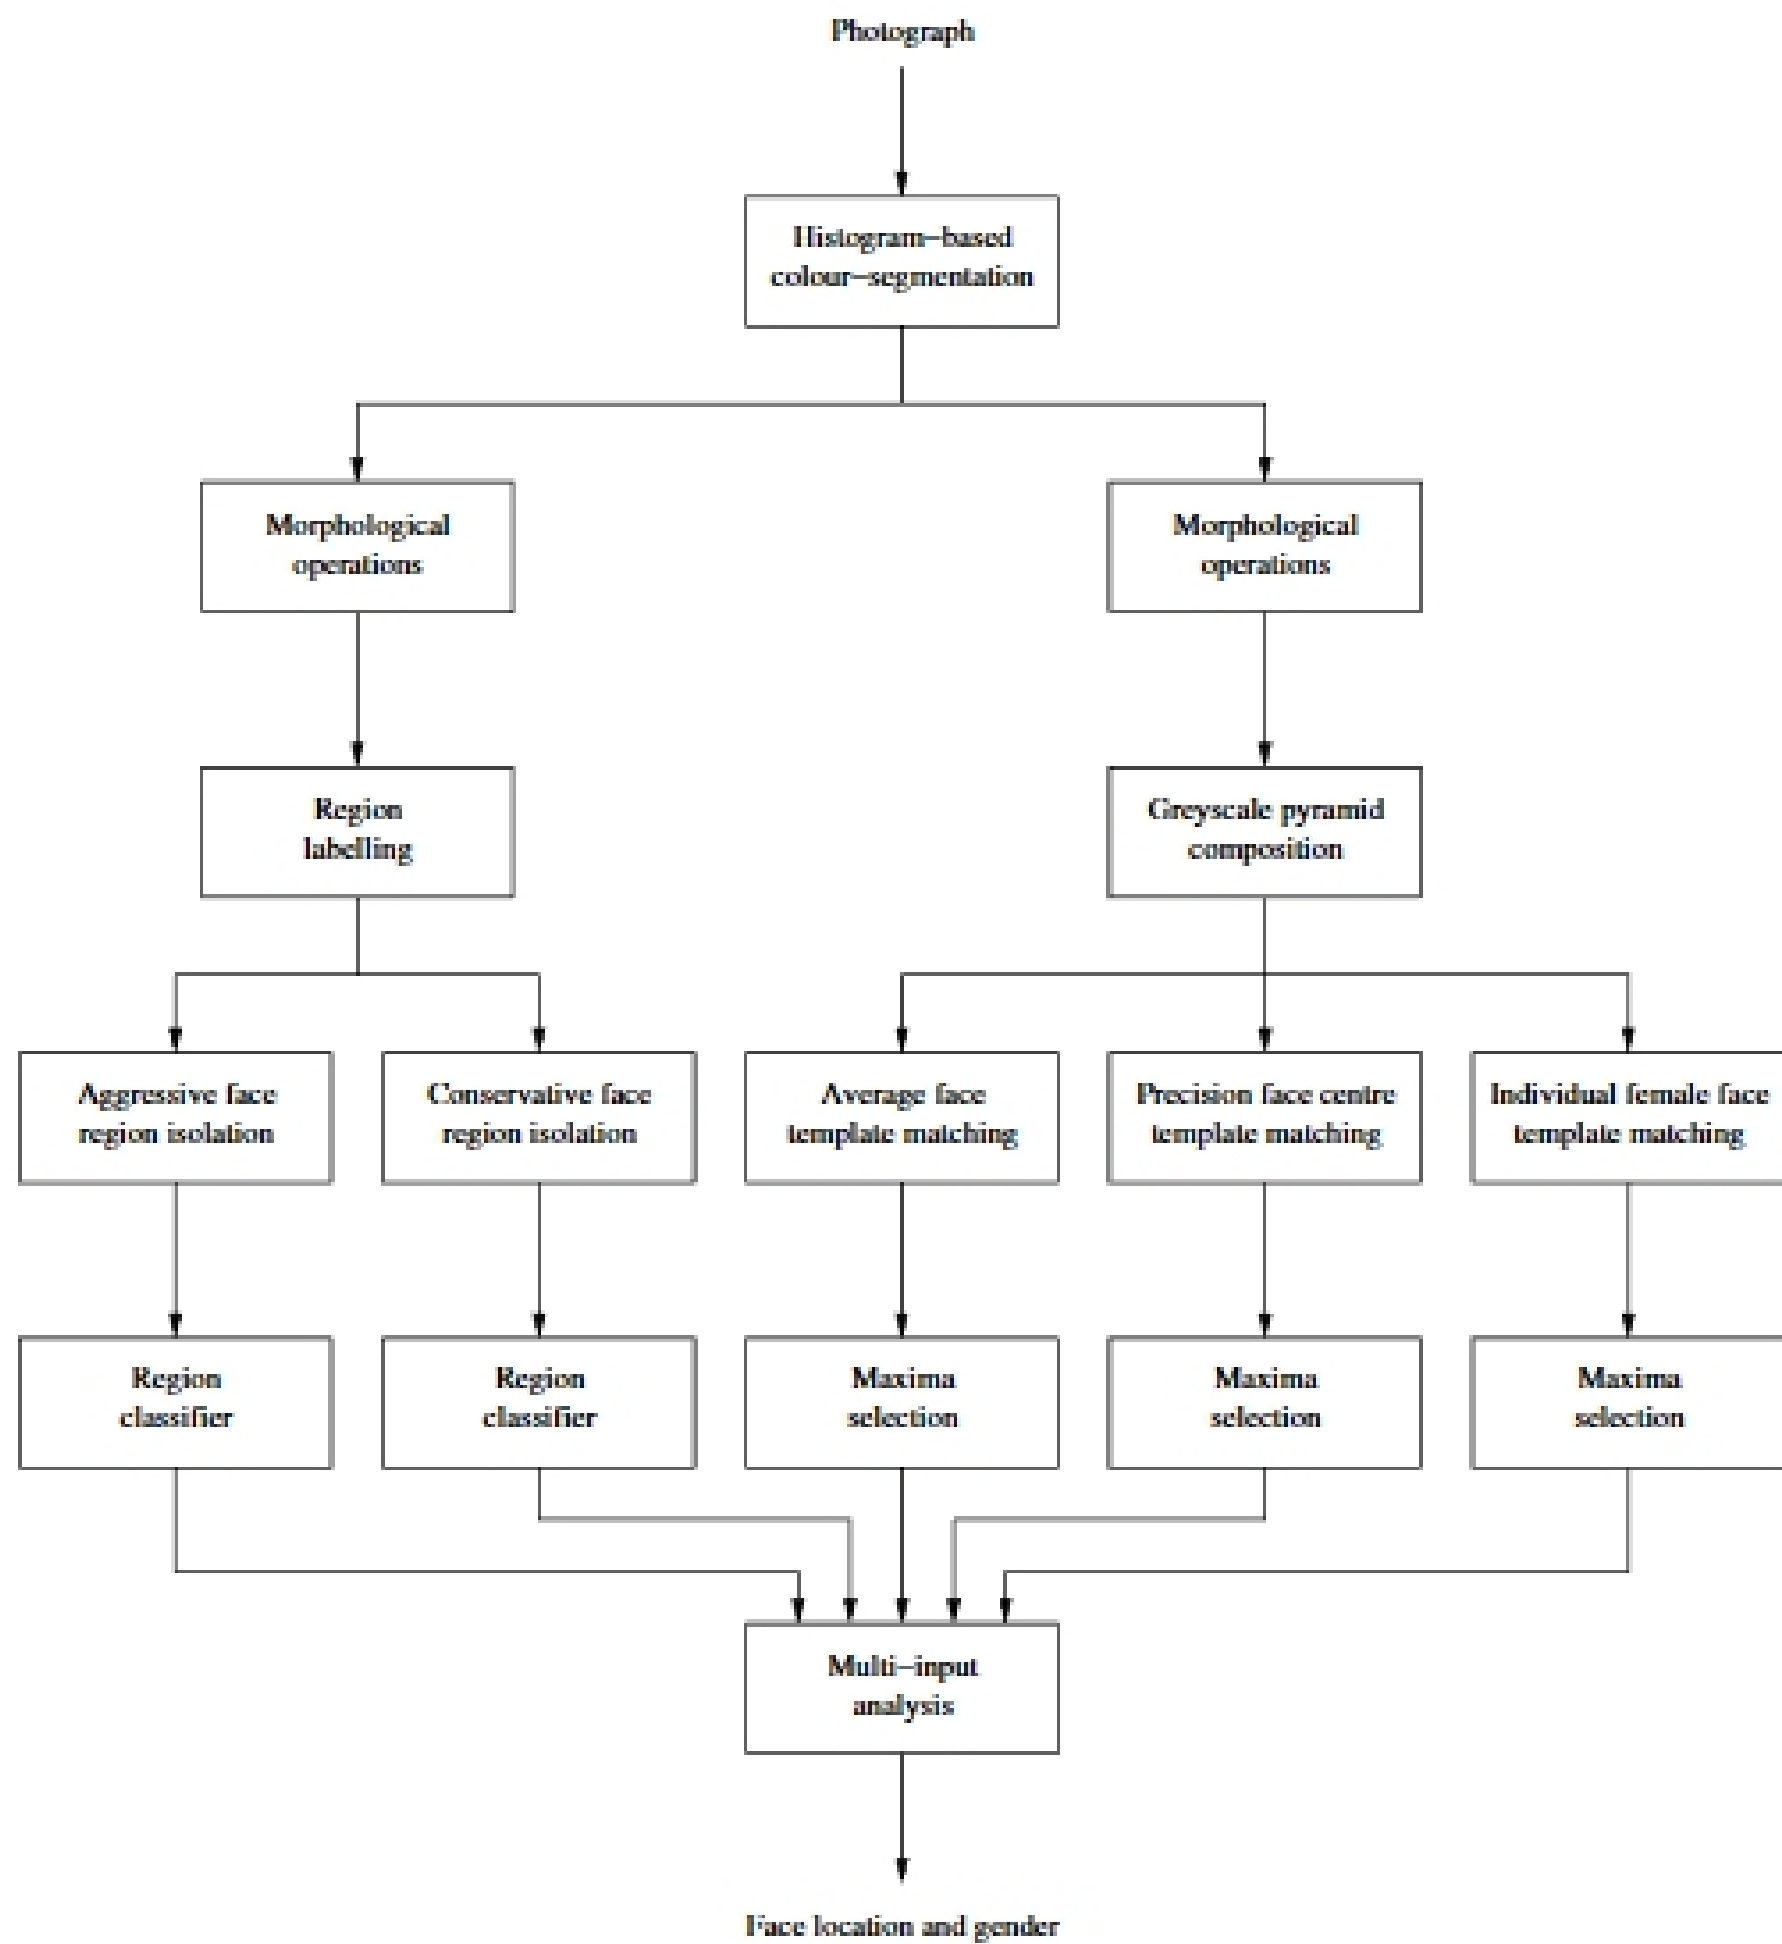 Photograph
Histogram–based
colour–segmentation
Morphological
operations
Morphological
operations
Region
labelling
Greyscale pyramid
composition
Aggressive face
region isolation
Conservative face
region isolation
Average face
template matching
Precision face centre
template matching
Individual female face
template matching
Region
classifier
Region
classifier
Maxima
selection
Maxima
selection
Maxima
selection
Multi–input
analysis
Face location and gender